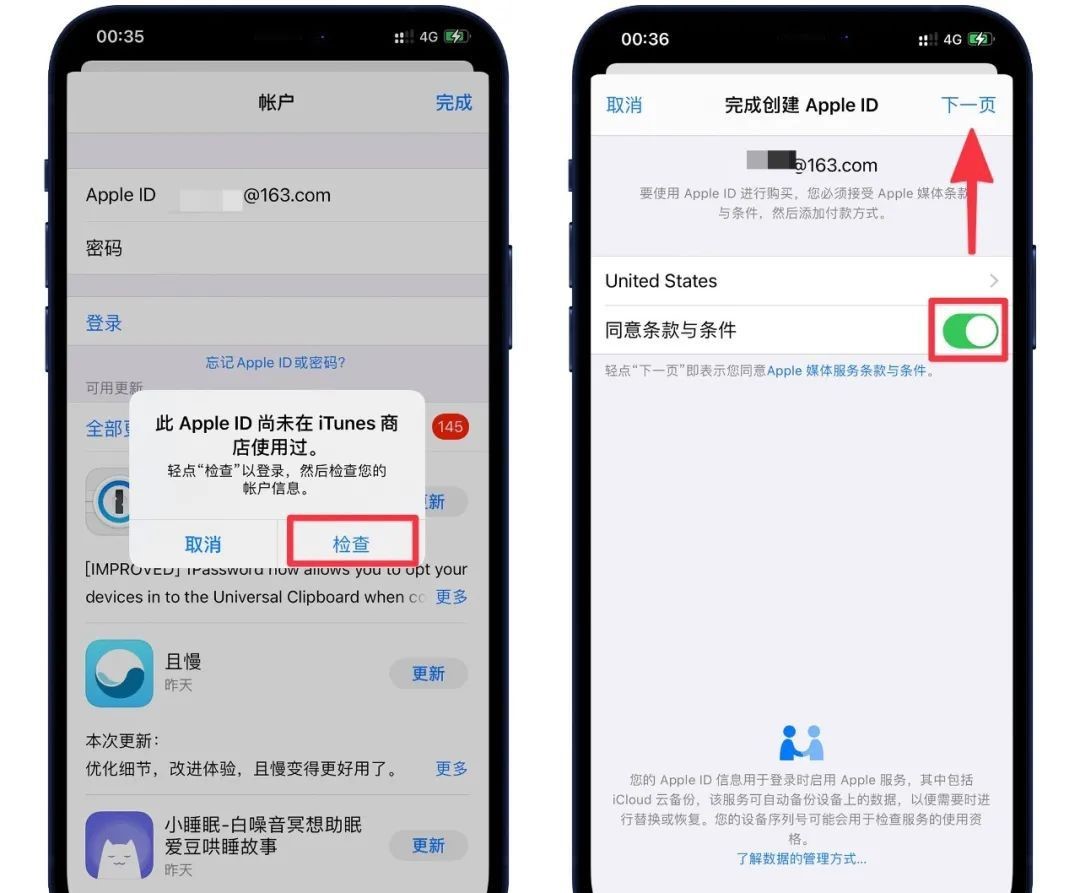 00:35
4G
帐户
完成
Apple ID
@163.com
密码
登录
忘记 Apple ID 或密码?
可用更新
全部
145
此 Apple ID 尚未在 iTunes 商
店使用过。
轻点“检查”以登录，然后检查您的
帐户信息。
取消
检查
新
[IMPROVED] 1Password now allows you to opt your
devices in to the Universal Clipboard when
更多
且慢
昨天
更新
本次更新：
优化细节，改进体验，且慢变得更好用了。
更多
小睡眠-白噪音冥想助眠
爱豆哄睡故事
昨天
更新
00:36
4G
取消
完成创建 Apple ID
下一页
@163.com
要使用 Apple ID 进行购买，您必须接受 Apple 媒体条款
与条件，然后添加付款方式。
United States
同意条款与条件
轻点“下一页”即表示您同意Apple 媒体服务条款与条件。
您的 Apple ID 信息用于登录时启用 Apple 服务，其中包括
iCloud 云备份，该服务可自动备份设备上的数据，以便需要时进
行替换或恢复。您的设备序列号可能会用于检查服务的使用资
格。
了解数据的管理方式...